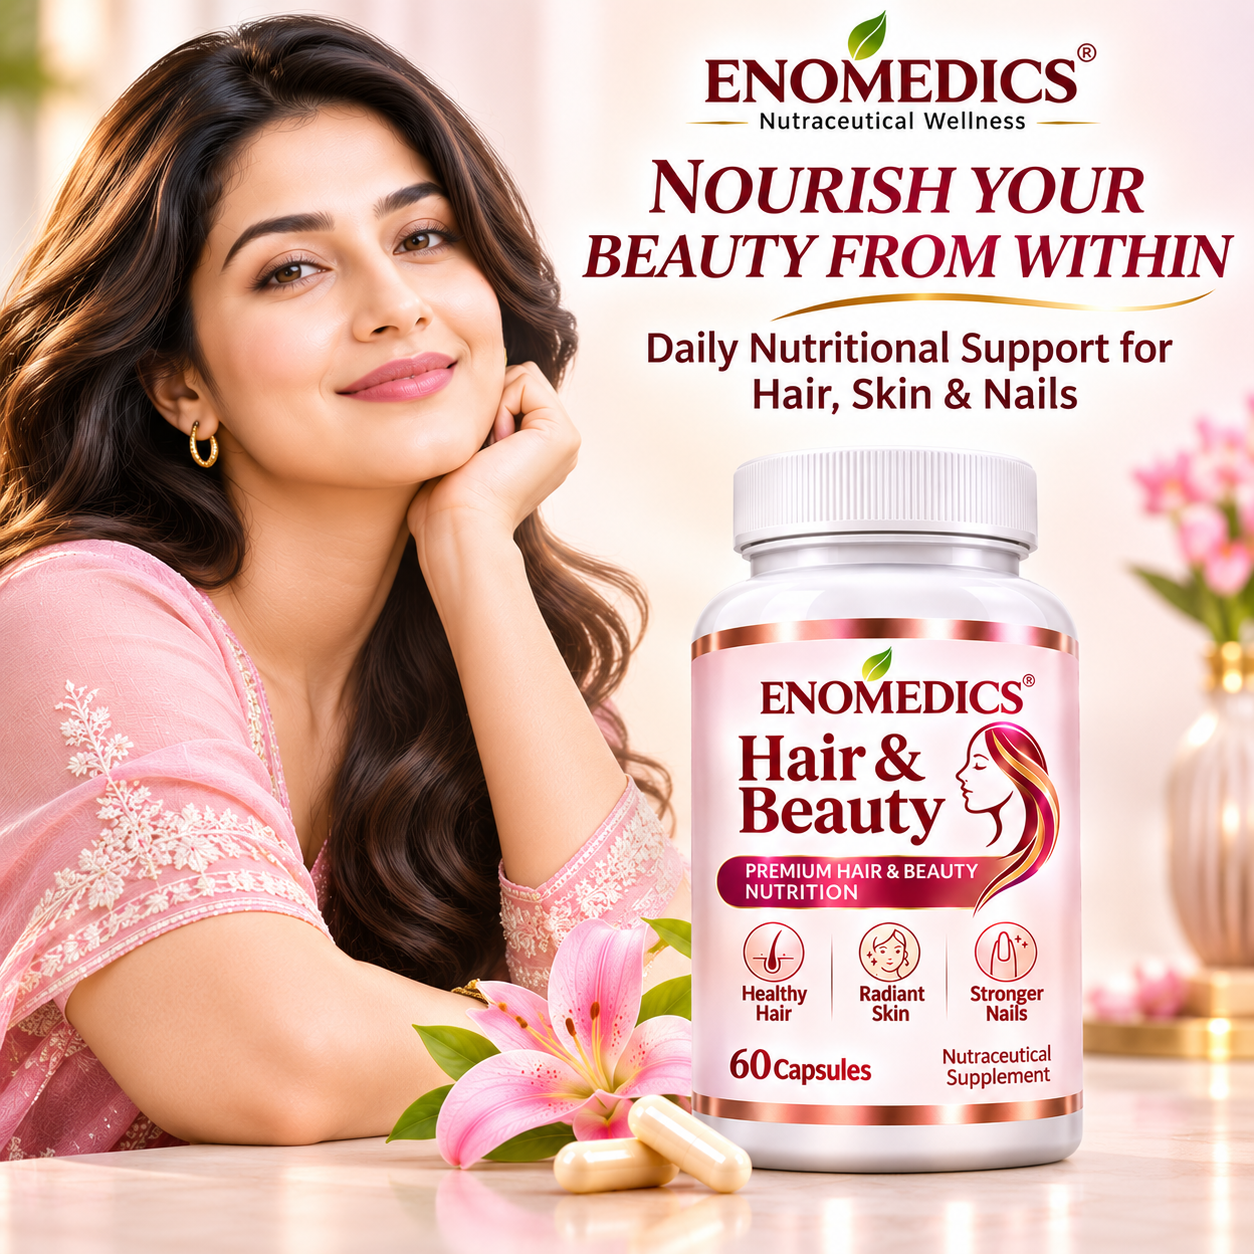 ENOMEDICS®
Nutraceutical Wellness
NOURISH YOUR
BEAUTY FROM WITHIN
Daily Nutritional Support for
Hair, Skin & Nails
ENOMEDICS®
Hair &
Beauty
PREMIUM HAIR & BEAUTY
NUTRITION
Healthy
Hair
Radiant
Skin
Stronger
Nails
60 Capsules
Nutraceutical
Supplement